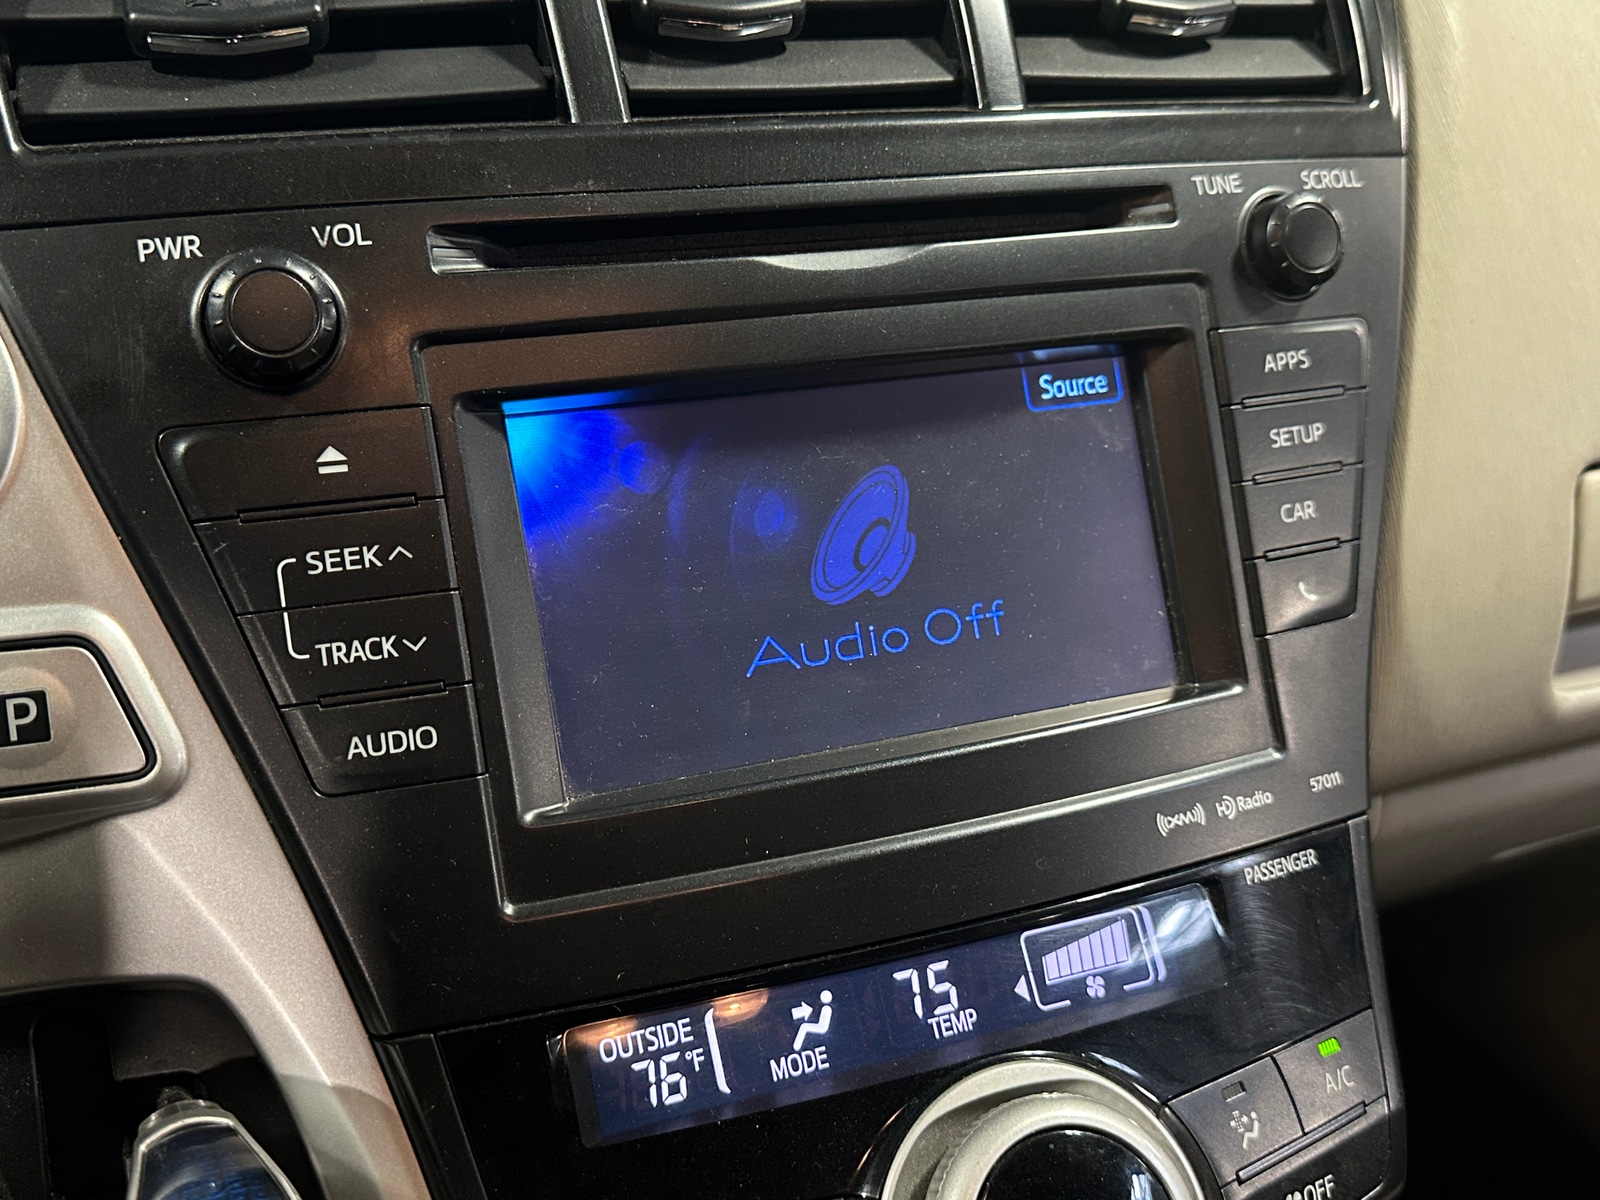 PWR VOL
TUNE SCROLL
Source
APPS
SETUP
CAR
SEEK
TRACK
AUDIO
Audio Off
P
57011
((XM)) HD Radio
PASSENGER
OUTSIDE
76°F
MODE
75
TEMP
A/C
OFF